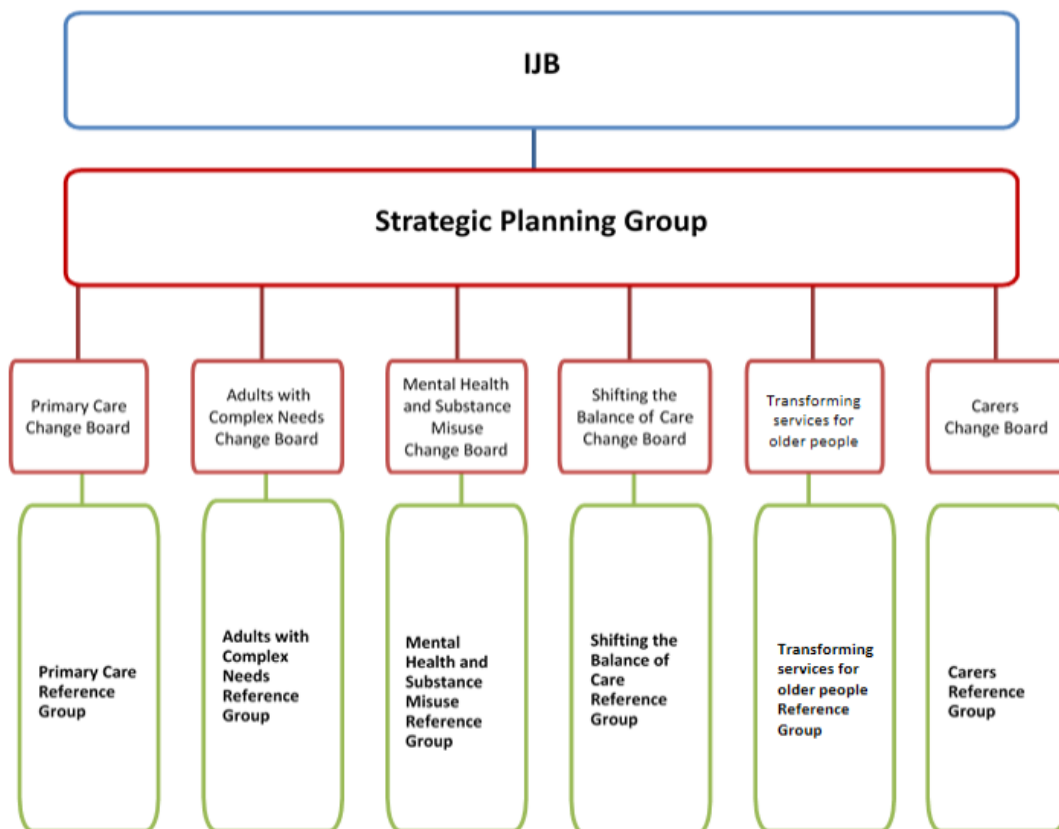 IJB
Strategic Planning Group
Primary Care
Change Board
Adults with
Complex Needs
Change Board
Mental Health
and Substance
Misuse
Change Board
Shifting the
Balance of Care
Change Board
Transforming
services for
older people
Carers
Change Board
Primary Care
Reference
Group
Adults with
Complex
Needs
Reference
Group
Mental
Health and
Substance
Misuse
Reference
Group
Shifting the
Balance of
Care
Reference
Group
Transforming
services for
older people
Reference
Group
Carers
Reference
Group